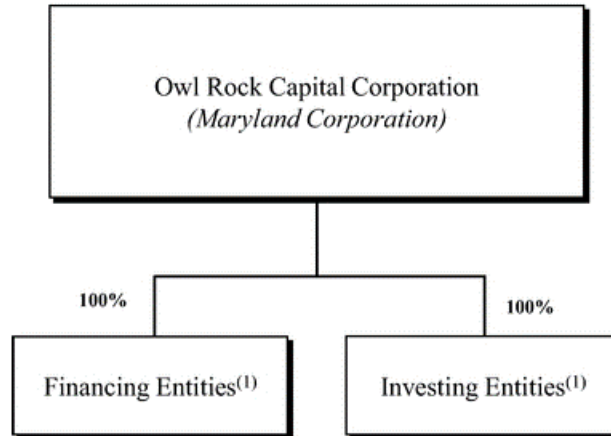 Owl Rock Capital Corporation
(Maryland Corporation)
100%
100%
Financing Entities(1)
Investing Entities(1)